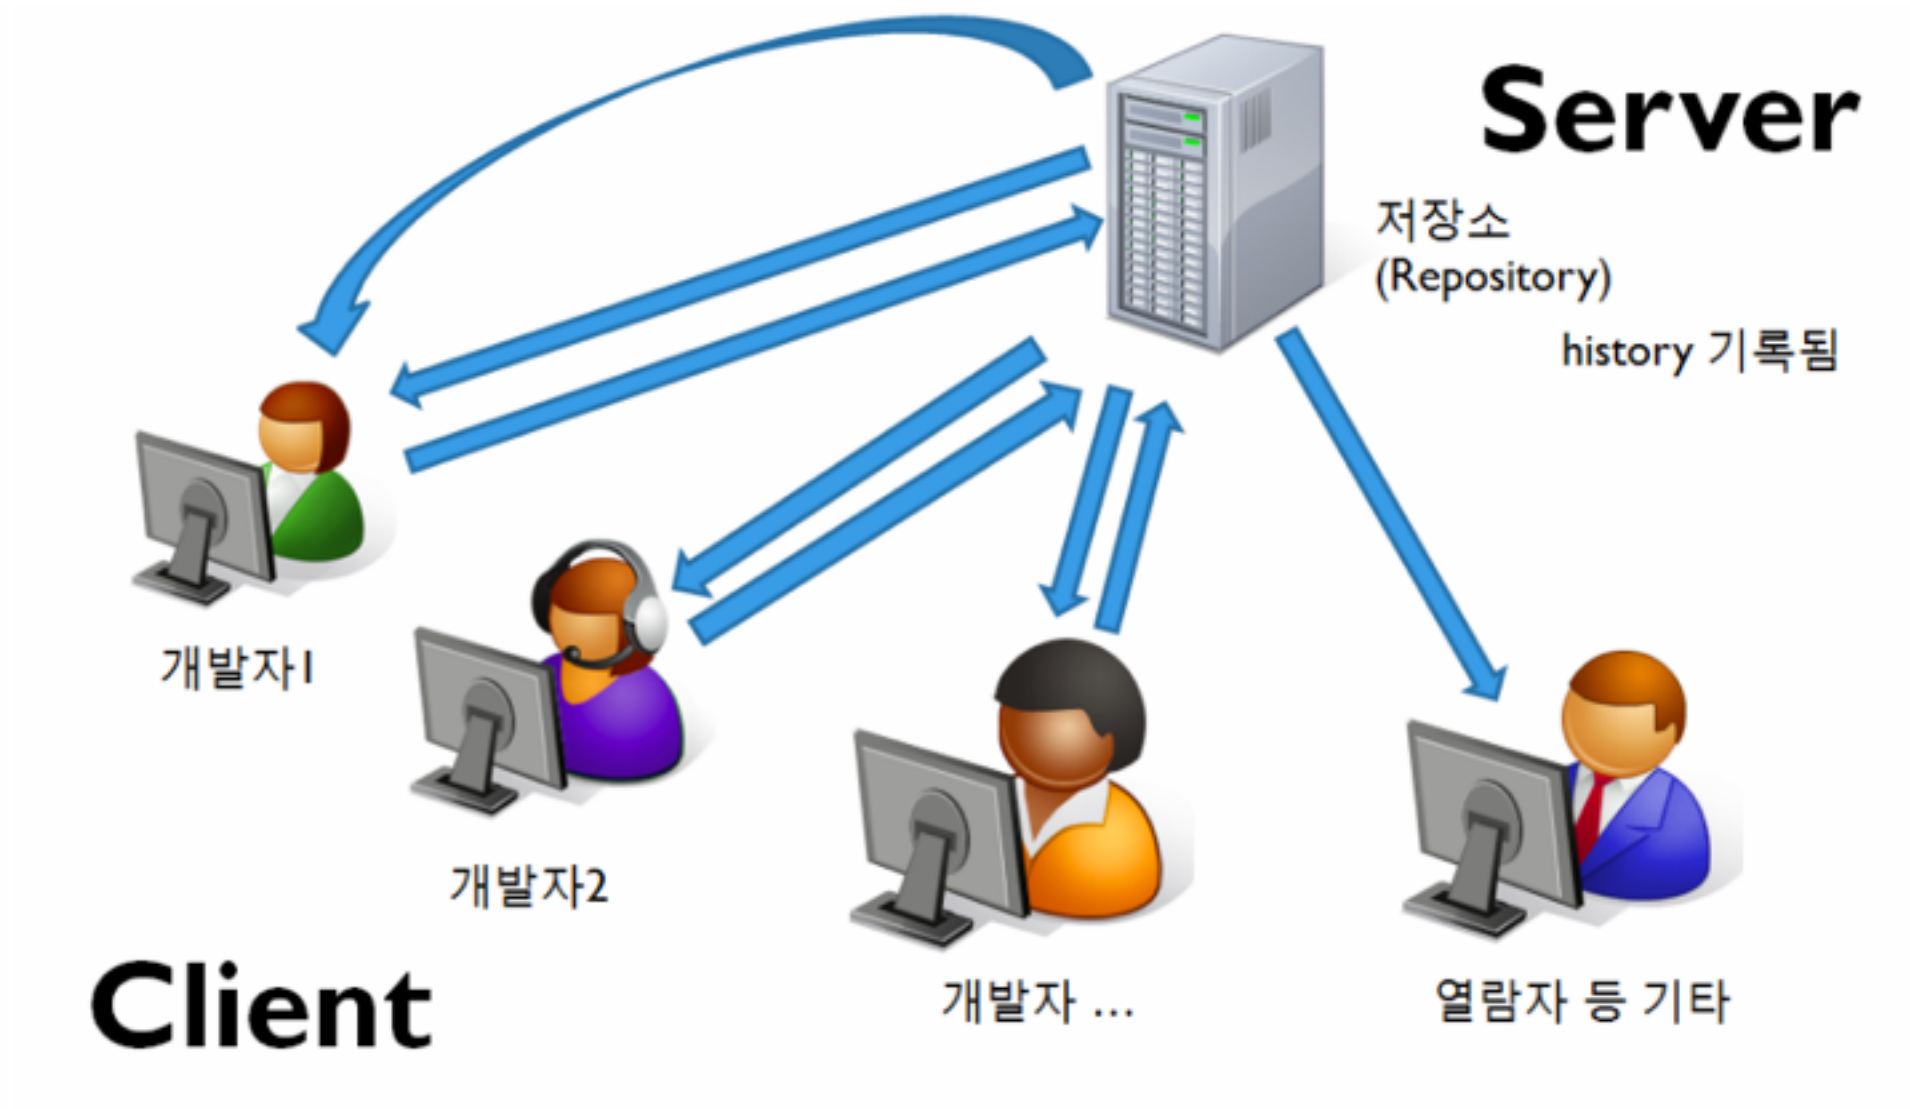 Server
저장소
(Repository)
history 기록됨
개발자1
개발자2
개발자 ...
열람자 등 기타
Client